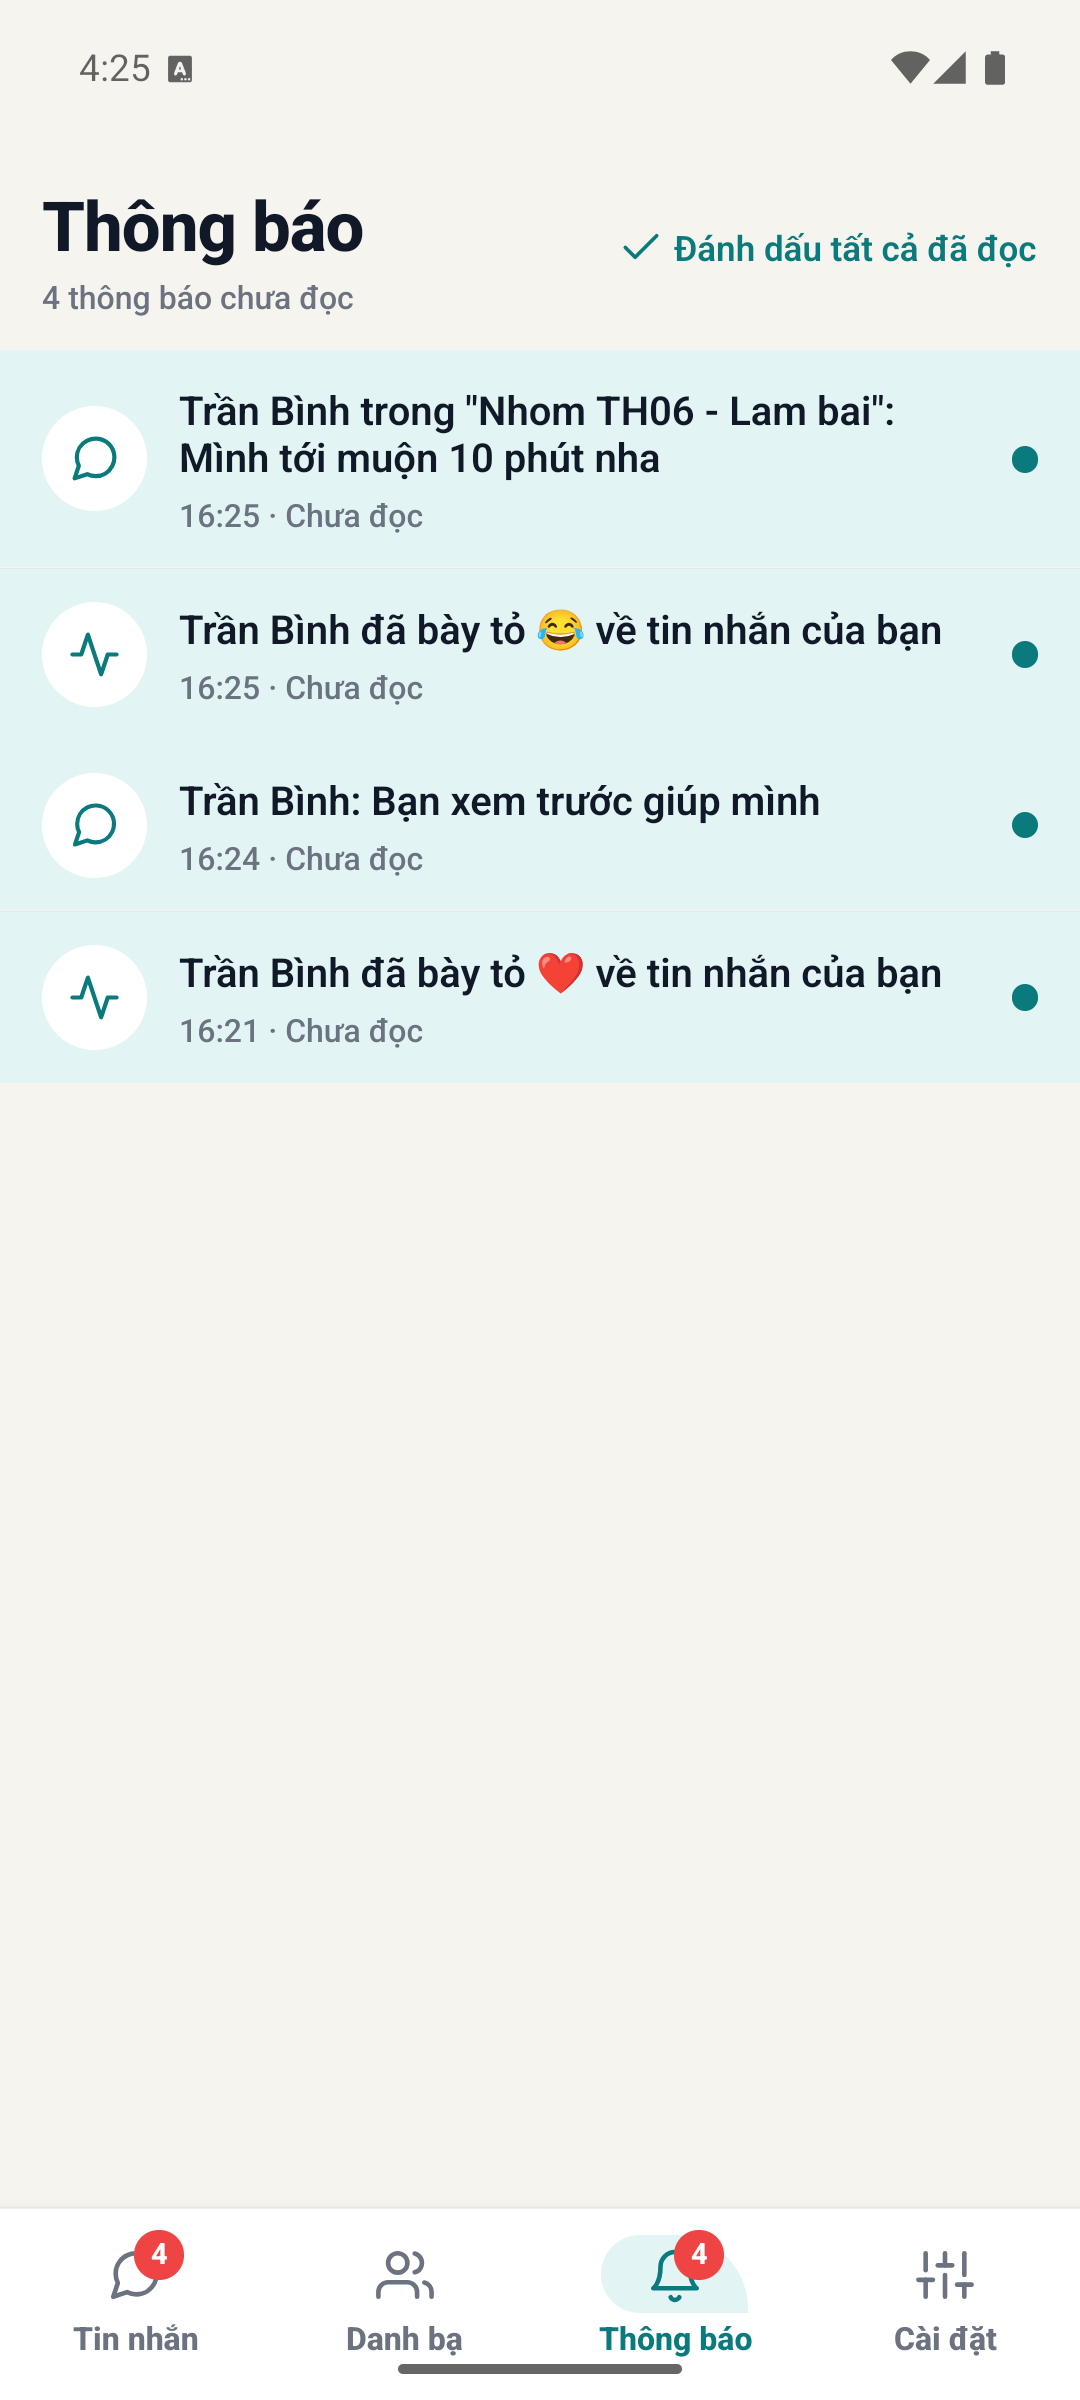 4:25
Thông báo
Đánh dấu tất cả đã đọc
4 thông báo chưa đọc
Trần Bình trong "Nhom TH06 - Lam bai":
Mình tới muộn 10 phút nha
16:25 · Chưa đọc
Trần Bình đã bày tỏ 😂 về tin nhắn của bạn
16:25 · Chưa đọc
Trần Bình: Bạn xem trước giúp mình
16:24 · Chưa đọc
Trần Bình đã bày tỏ ❤️ về tin nhắn của bạn
16:21 · Chưa đọc
4
4
Tin nhắn
Danh bạ
Thông báo
Cài đặt